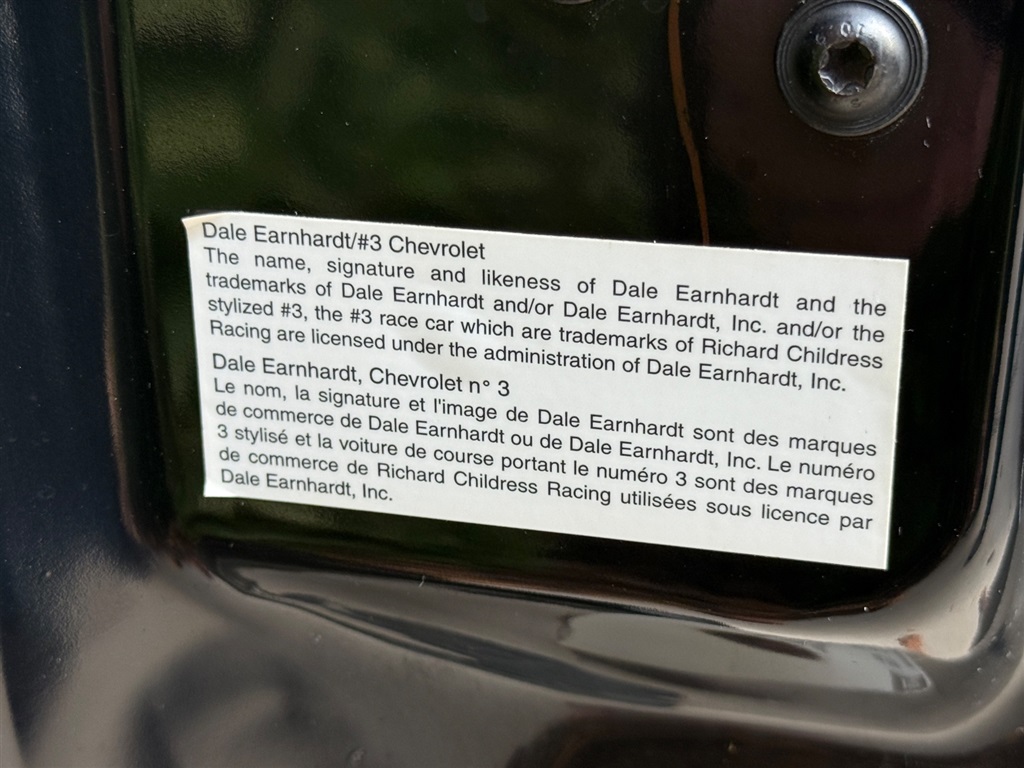 Dale Earnhardt/#3 Chevrolet
The name, signature and likeness of Dale Earnhardt and the
trademarks of Dale Earnhardt and/or Dale Earnhardt, Inc. and/or the
stylized #3, the #3 race car which are trademarks of Richard Childress
Racing are licensed under the administration of Dale Earnhardt, Inc.
Dale Earnhardt, Chevrolet n° 3
Le nom, la signature et l'image de Dale Earnhardt sont des marques
de commerce de Dale Earnhardt ou de Dale Earnhardt, Inc. Le numéro
3 stylisé et la voiture de course portant le numéro 3 sont des marques
de commerce de Richard Childress Racing utilisées sous licence par
Dale Earnhardt, Inc.